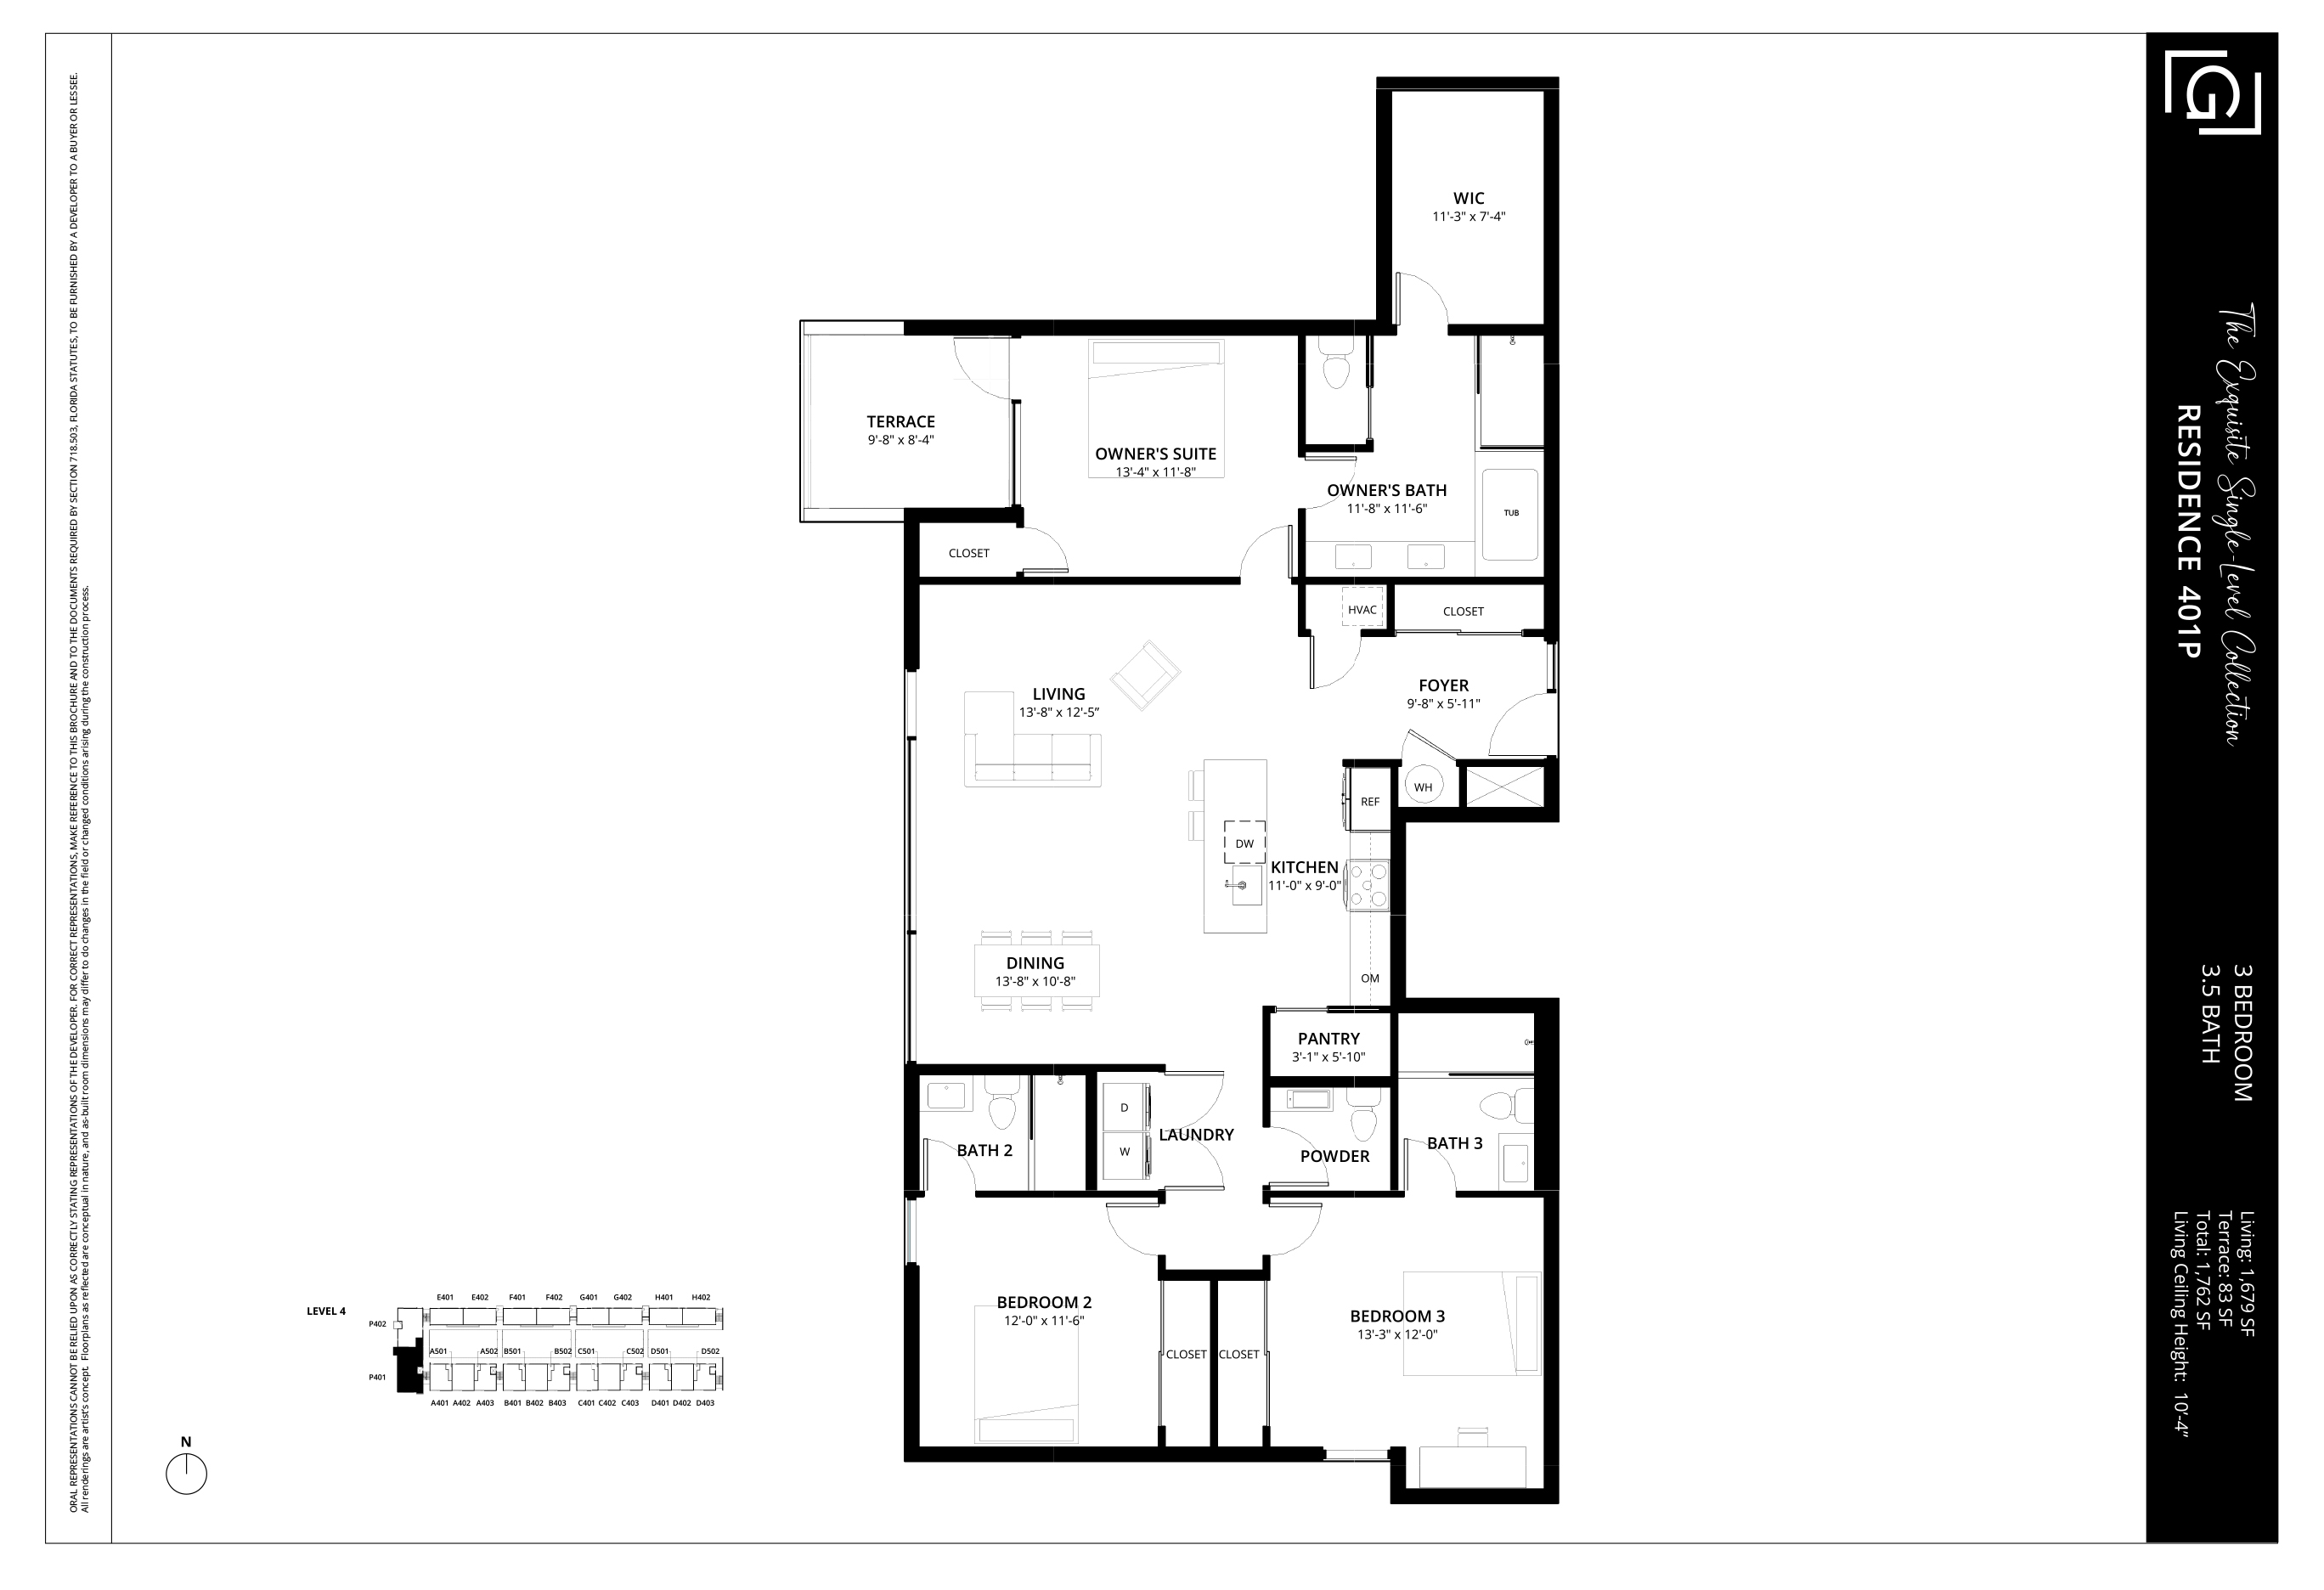 ORAL REPRESENTATIONS CANNOT BE RELIED UPON AS CORRECTLY STATING REPRESENTATIONS OF THE DEVELOPER. FOR CORRECT REPRESENTATIONS, MAKE REFERENCE TO THIS BROCHURE AND TO THE DOCUMENTS REQUIRED BY SECTION 718.503, FLORIDA STATUTES, TO BE FURNISHED BY A DEVELOPER TO A BUYER OR LESSEE.
All renderings are artist's concept. Floorplans as reflected are conceptual in nature, and as-built room dimensions may differ to do changes in the field or changed conditions arising during the construction process.
WIC
11'-3" x 7'-4"
TERRACE
9'-8" x 8'-4"
OWNER'S SUITE
13'-4" x 11'-8"
OWNER'S BATH
11'-8" x 11'-6"
TUB
CLOSET
HVAC
CLOSET
LIVING
13'-8" x 12'-5”
FOYER
9'-8" x 5'-11"
WH
REF
DW
KITCHEN
11'-0" x 9'-0"
DINING
13'-8" x 10'-8"
OM
PANTRY
3'-1" x 5'-10"
D
W
LAUNDRY
BATH 2
POWDER
BATH 3
BEDROOM 2
12'-0" x 11'-6"
CLOSET
CLOSET
BEDROOM 3
13'-3" x 12'-0"
LEVEL 4
E401 E402 F401 F402 G401 G402 H401 H402
P402
A501 A502 B501 B502 C501 C502 D501 D502
P401
A401 A402 A403 B401 B402 B403 C401 C402 C403 D401 D402 D403
N
G
The Exquisite Single-Level Collection
RESIDENCE 401P
3 BEDROOM
3.5 BATH
Living: 1,679 SF
Terrace: 83 SF
Total: 1,762 SF
Living Ceiling Height: 10’-4”